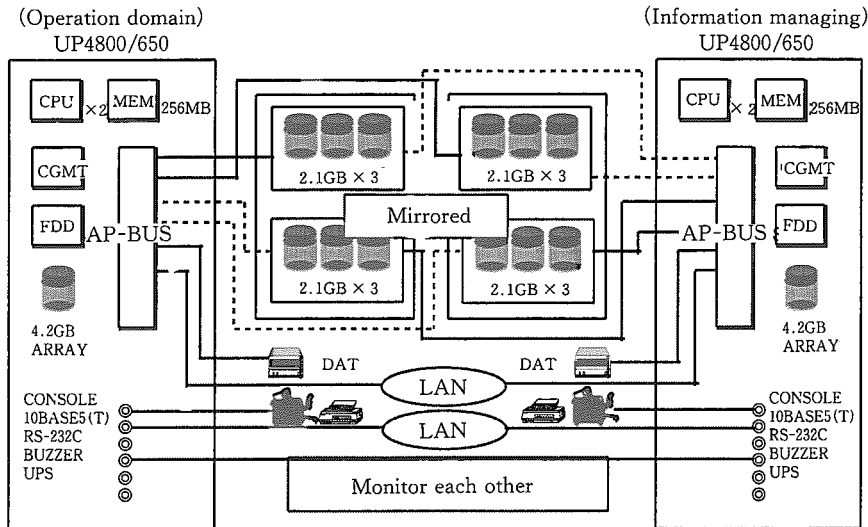 (Operation domain)
UP4800/650
(Information managing)
UP4800/650
CPU ×2 MEM 256MB
CGMT
FDD
AP-BUS
4.2GB
ARRAY
2.1GB × 3
2.1GB × 3
Mirrored
2.1GB × 3
2.1GB × 3
CPU × 2 MEM 256MB
CGMT
AP-BUS
FDD
4.2GB
ARRAY
DAT
DAT
LAN
LAN
CONSOLE
10BASE5(T)
RS-232C
BUZZER
UPS
CONSOLE
10BASE5(T)
RS-232C
BUZZER
UPS
Monitor each other